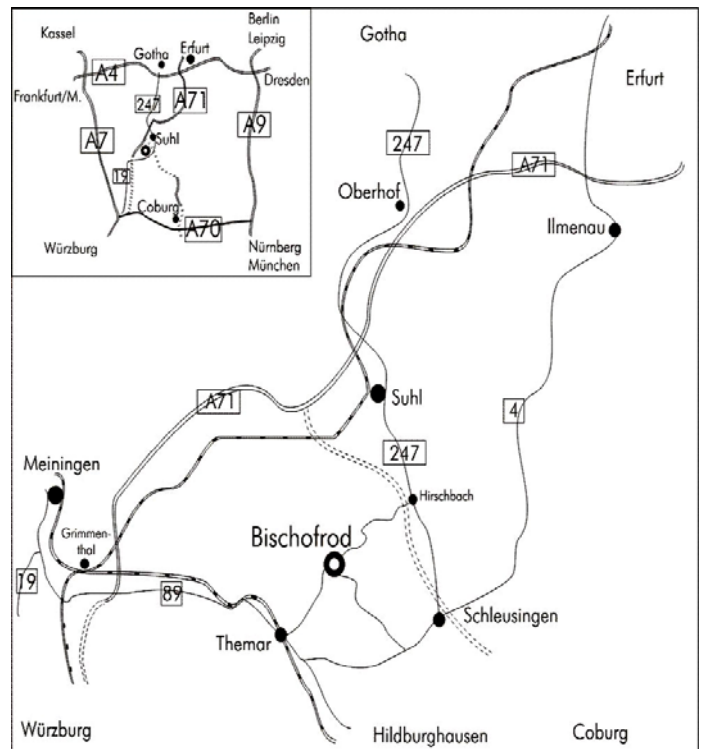 Kassel
Berlin
Leipzig
Gotha
Erfurt
A4
Dresden
Frankfurt/M.
247
A71
A7
A9
Suhl
19
Coburg
A70
Würzburg
Nürnberg
München
Gotha
Erfurt
247
A71
Oberhof
Ilmenau
A71
Suhl
4
247
Meiningen
Hirschbach
Grimmen-
thal
Bischofrod
19
89
Schleusingen
Themar
Würzburg
Hildburghausen
Coburg